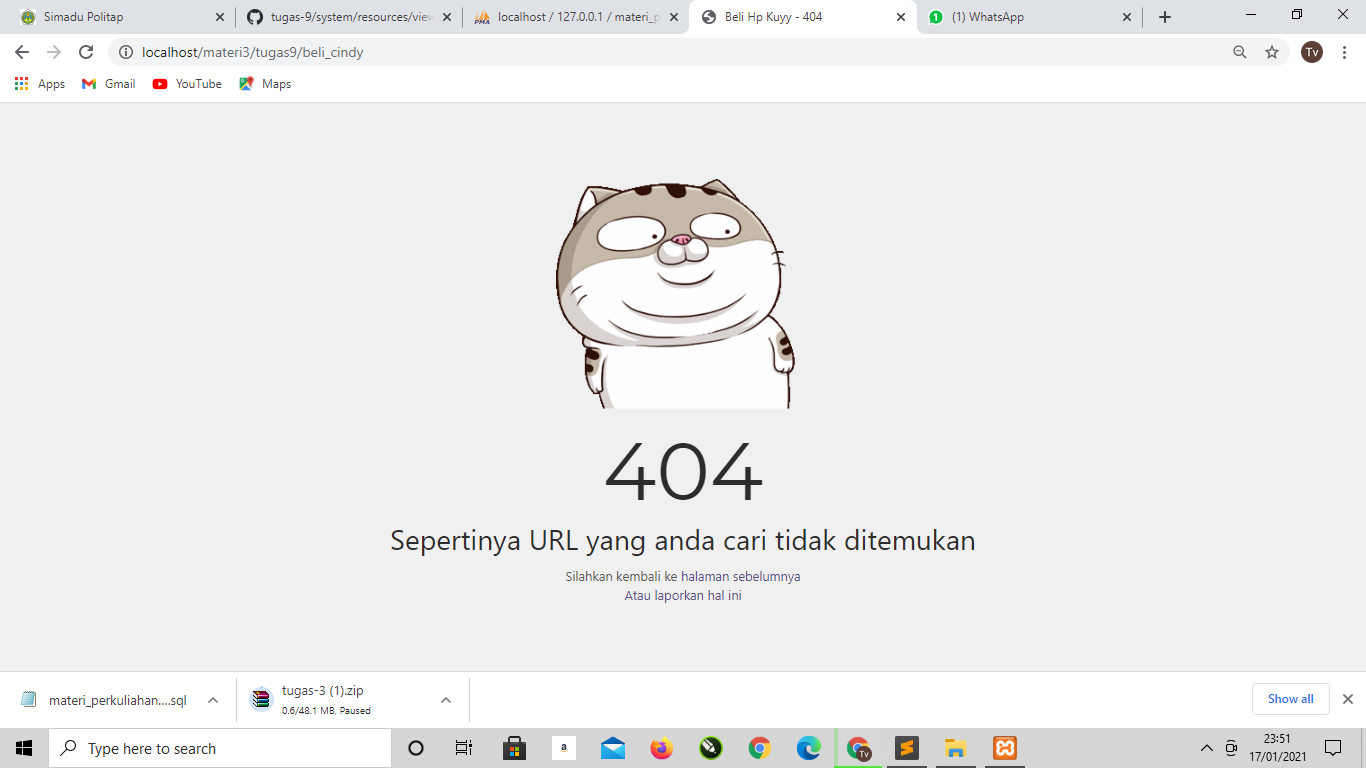 Simadu Politap
tugas-9/system/resources/view
localhost / 127.0.0.1 / materi_p
Beli Hp Kuyy - 404
1
(1) WhatsApp
localhost/materi3/tugas9/beli_cindy
Tv
Apps
Gmail
YouTube
Maps
404
Sepertinya URL yang anda cari tidak ditemukan
Silahkan kembali ke halaman sebelumnya
Atau laporkan hal ini
materi_perkuliahan....sql
tugas-3 (1).zip
0.6/48.1 MB, Paused
Show all
Type here to search
a
Tv
23:51
17/01/2021